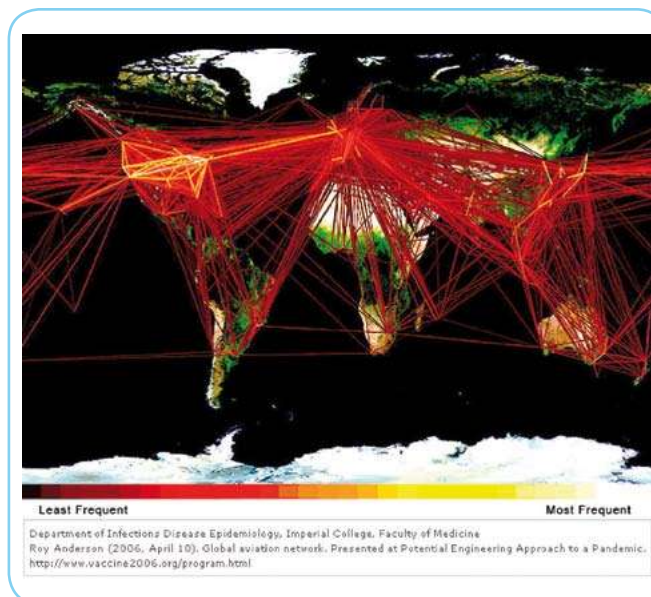 Least Frequent Most Frequent
Department of Infections Disease Epidemiology, Imperial College, Faculty of Medicine
Roy Anderson (2006, April 10). Global aviation network. Presented at Potential Engineering Approach to a Pandemic.
http://www.vaccine2006.org/program.html